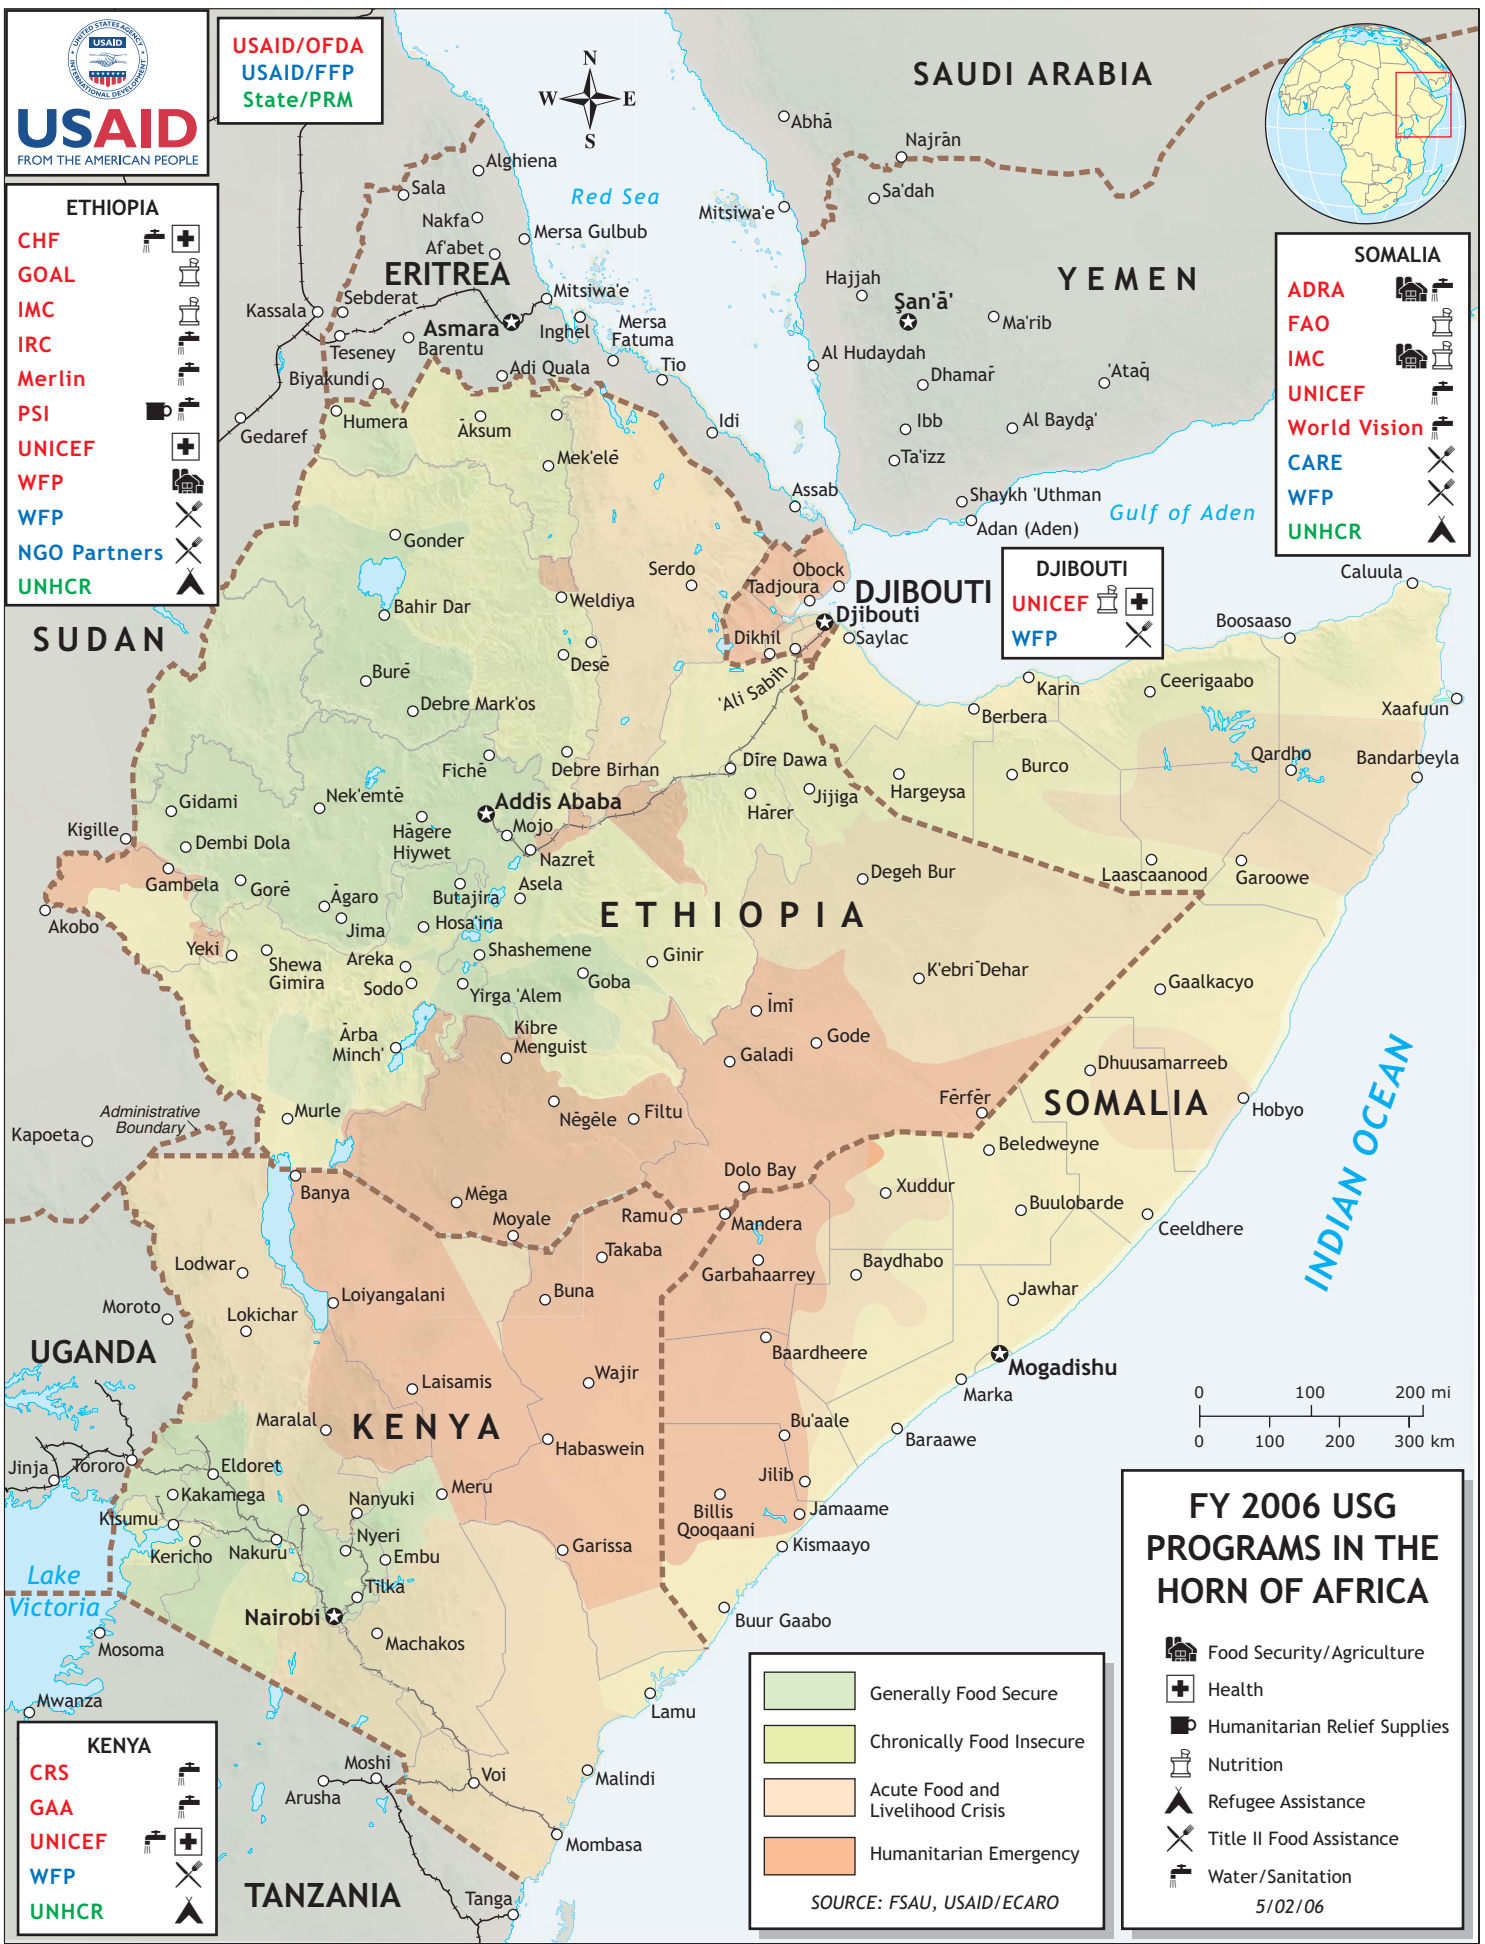 USAID
UNITED STATES AGENCY
INTERNATIONAL DEVELOPMENT
USAID
FROM THE AMERICAN PEOPLE
USAID/OFDA
USAID/FFP
State/PRM
N
W E
S
ETHIOPIA
CHF
GOAL
IMC
IRC
Merlin
PSI
UNICEF
WFP
WFP
NGO Partners
UNHCR
SOMALIA
ADRA
FAO
IMC
UNICEF
World Vision
CARE
WFP
UNHCR
DJIBOUTI
UNICEF
WFP
KENYA
CRS
GAA
UNICEF
WFP
UNHCR
SAUDI ARABIA
Abhā
Najrān
Sa'dah
Mitsiwa'e
Red Sea
Hajjah
YEMEN
Şan'ā'
Ma'rib
Al Hudaydah
Dhamar
'Ataq
Ibb
Al Bayda'
Ta'izz
Shaykh 'Uthman
Adan (Aden)
Gulf of Aden
Alghiena
Sala
Nakfa
Mersa Gulbub
Af'abet
ERITREA
Mitsiwa'e
Kassala
Sebderat
Asmara
Inghel
Mersa
Fatuma
Teseney
Barentu
Tio
Biyakundi
Adi Quala
Idi
Gedaref
Humera
Āksum
Mek'elē
Assab
Gonder
Serdo
Obock
Tadjoura
DJIBOUTI
Djibouti
Saylac
Dikhil
'Ali Sabih
Caluula
Boosaaso
SUDAN
Bahir Dar
Weldiya
Desē
Burē
Debre Mark'os
Karin
Berbera
Ceerigaabo
Xaafuun
Fichē
Debre Birhan
Dīre Dawa
Burco
Qardho
Bandarbeyla
Hargeysa
Gidami
Nek'emtē
Addis Ababa
Hārer
Jijiga
Kigille
Dembi Dola
Hāgere
Hiywet
Mojo
Nazret
Gambela
Gorē
Āgaro
Butajira
Asela
Degeh Bur
Laascaanood
Garoowe
Akobo
Jima
Hosa'ina
ETHIOPIA
Yeki
Shewa
Gimira
Areka
Shashemene
Ginir
Sodo
Yirga 'Alem
Goba
K'ebri Dehar
Gaalkacyo
Īmī
Ārba
Minch'
Kibre
Menguist
Galadi
Gode
Dhuusamarreeb
Fērfēr
SOMALIA
Hobyo
Administrative
Boundary
Murle
Nēgēle
Filtu
Kapoeta
Beledweyne
INDIAN OCEAN
Banya
Mēga
Dolo Bay
Xuddur
Buulobarde
Ceeldhere
Moyale
Ramu
Mandera
Lodwar
Takaba
Garbahaarrey
Baydhabo
Moroto
Loiyangalani
Buna
Jawhar
Lokichar
UGANDA
Baardheere
Mogadishu
Laisamis
Wajir
Marka
Maralal
KENYA
Habaswein
Bu'aale
Baraawe
Jinja
Tororo
Eldoret
Kakamega
Nanyuki
Meru
Jilib
Billis
Qooqaani
Jamaame
Kisumu
Kericho
Nakuru
Nyeri
Embu
Garissa
Kismaayo
Lake
Victoria
Tilka
Nairobi
Machakos
Buur Gaabo
Mosoma
Mwanza
Lamu
Moshi
Arusha
Voi
Malindi
Mombasa
TANZANIA
Tanga
0 100 200 mi
0 100 200 300 km
Generally Food Secure
Chronically Food Insecure
Acute Food and
Livelihood Crisis
Humanitarian Emergency
SOURCE: FSAU, USAID/ECARO
FY 2006 USG
PROGRAMS IN THE
HORN OF AFRICA
Food Security/Agriculture
Health
Humanitarian Relief Supplies
Nutrition
Refugee Assistance
Title II Food Assistance
Water/Sanitation
5/02/06